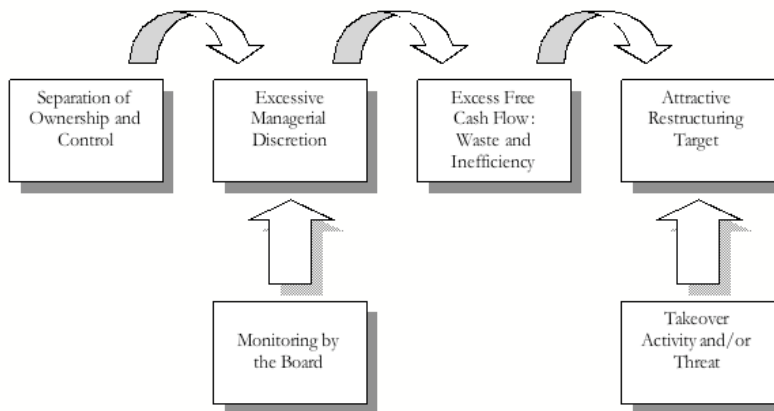 Separation of
Ownership and
Control
Excessive
Managerial
Discretion
Excess Free
Cash Flow:
Waste and
Inefficiency
Attractive
Restructuring
Target
Monitoring by
the Board
Takeover
Activity and/or
Threat